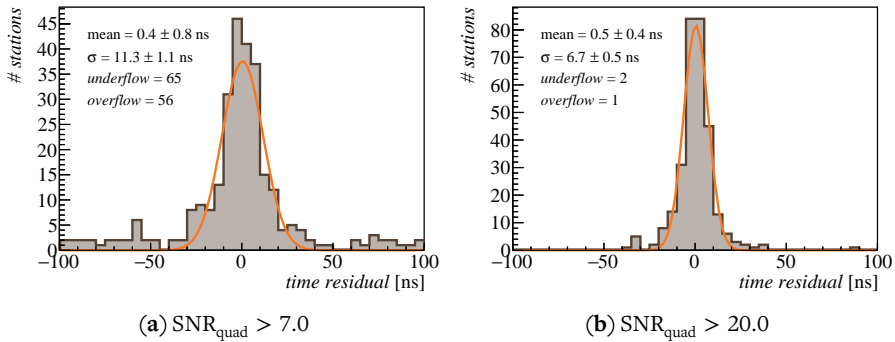 # stations
45
40
35
30
25
20
15
10
5
0
mean = 0.4 ± 0.8 ns
σ = 11.3 ± 1.1 ns
underflow = 65
overflow = 56
−100 −50 0 50 100
time residual [ns]
(a) SNR_quad > 7.0
# stations
80
70
60
50
40
30
20
10
0
mean = 0.5 ± 0.4 ns
σ = 6.7 ± 0.5 ns
underflow = 2
overflow = 1
−100 −50 0 50 100
time residual [ns]
(b) SNR_quad > 20.0